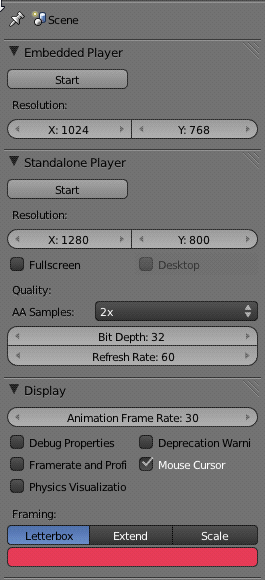 Scene
Embedded Player
Start
Resolution:
X: 1024 Y: 768
Standalone Player
Start
Resolution:
X: 1280 Y: 800
Fullscreen Desktop
Quality:
AA Samples: 2x
Bit Depth: 32
Refresh Rate: 60
Display
Animation Frame Rate: 30
Debug Properties Deprecation Warni
Framerate and Profi Mouse Cursor
Physics Visualizatio
Framing:
Letterbox Extend Scale